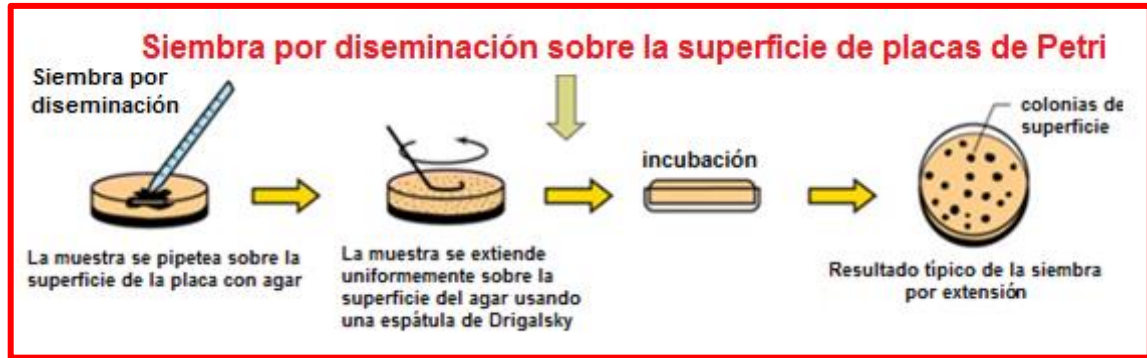 Siembra por diseminación sobre la superficie de placas de Petri
Siembra por
diseminación
La muestra se pipetea sobre la
superficie de la placa con agar
La muestra se extiende
uniformemente sobre la
superficie del agar usando
una espátula de Drigalsky
incubación
colonias de
superficie
Resultado típico de la siembra
por extensión